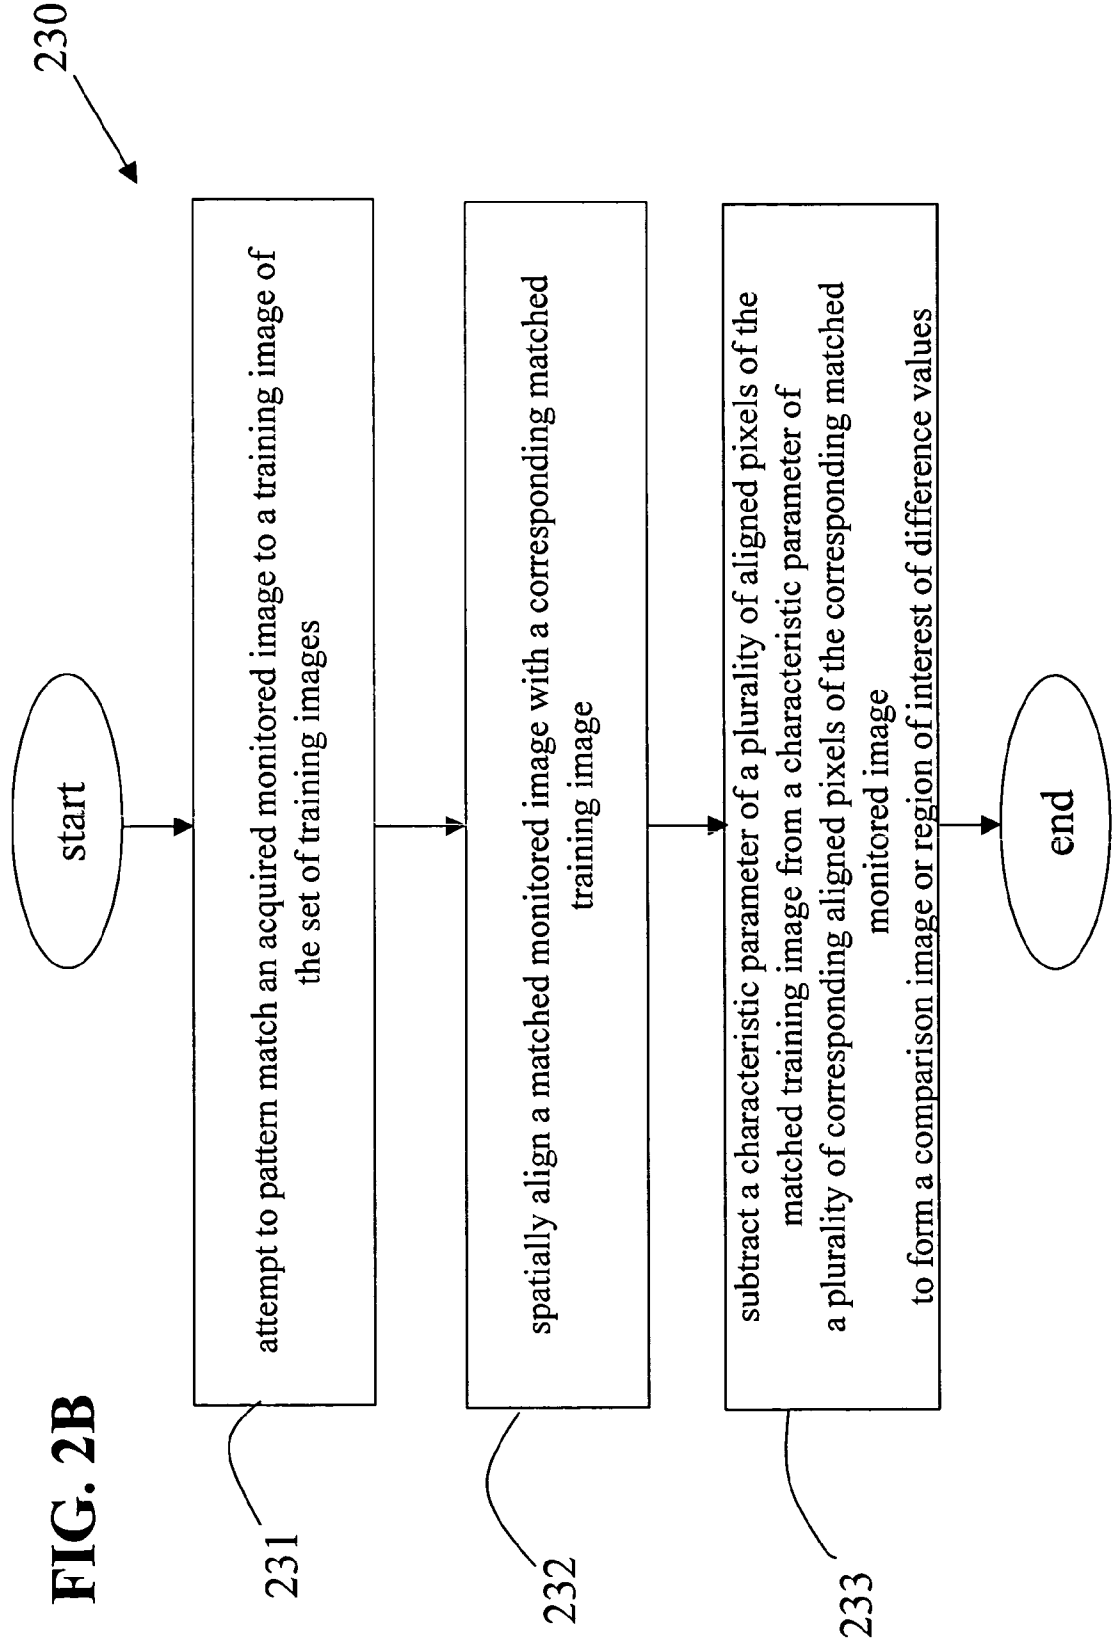 FIG. 2B
230
start
231
attempt to pattern match an acquired monitored image to a training image of
the set of training images
232
spatially align a matched monitored image with a corresponding matched
training image
233
subtract a characteristic parameter of a plurality of aligned pixels of the
matched training image from a characteristic parameter of
a plurality of corresponding aligned pixels of the corresponding matched
monitored image
to form a comparison image or region of interest of difference values
end